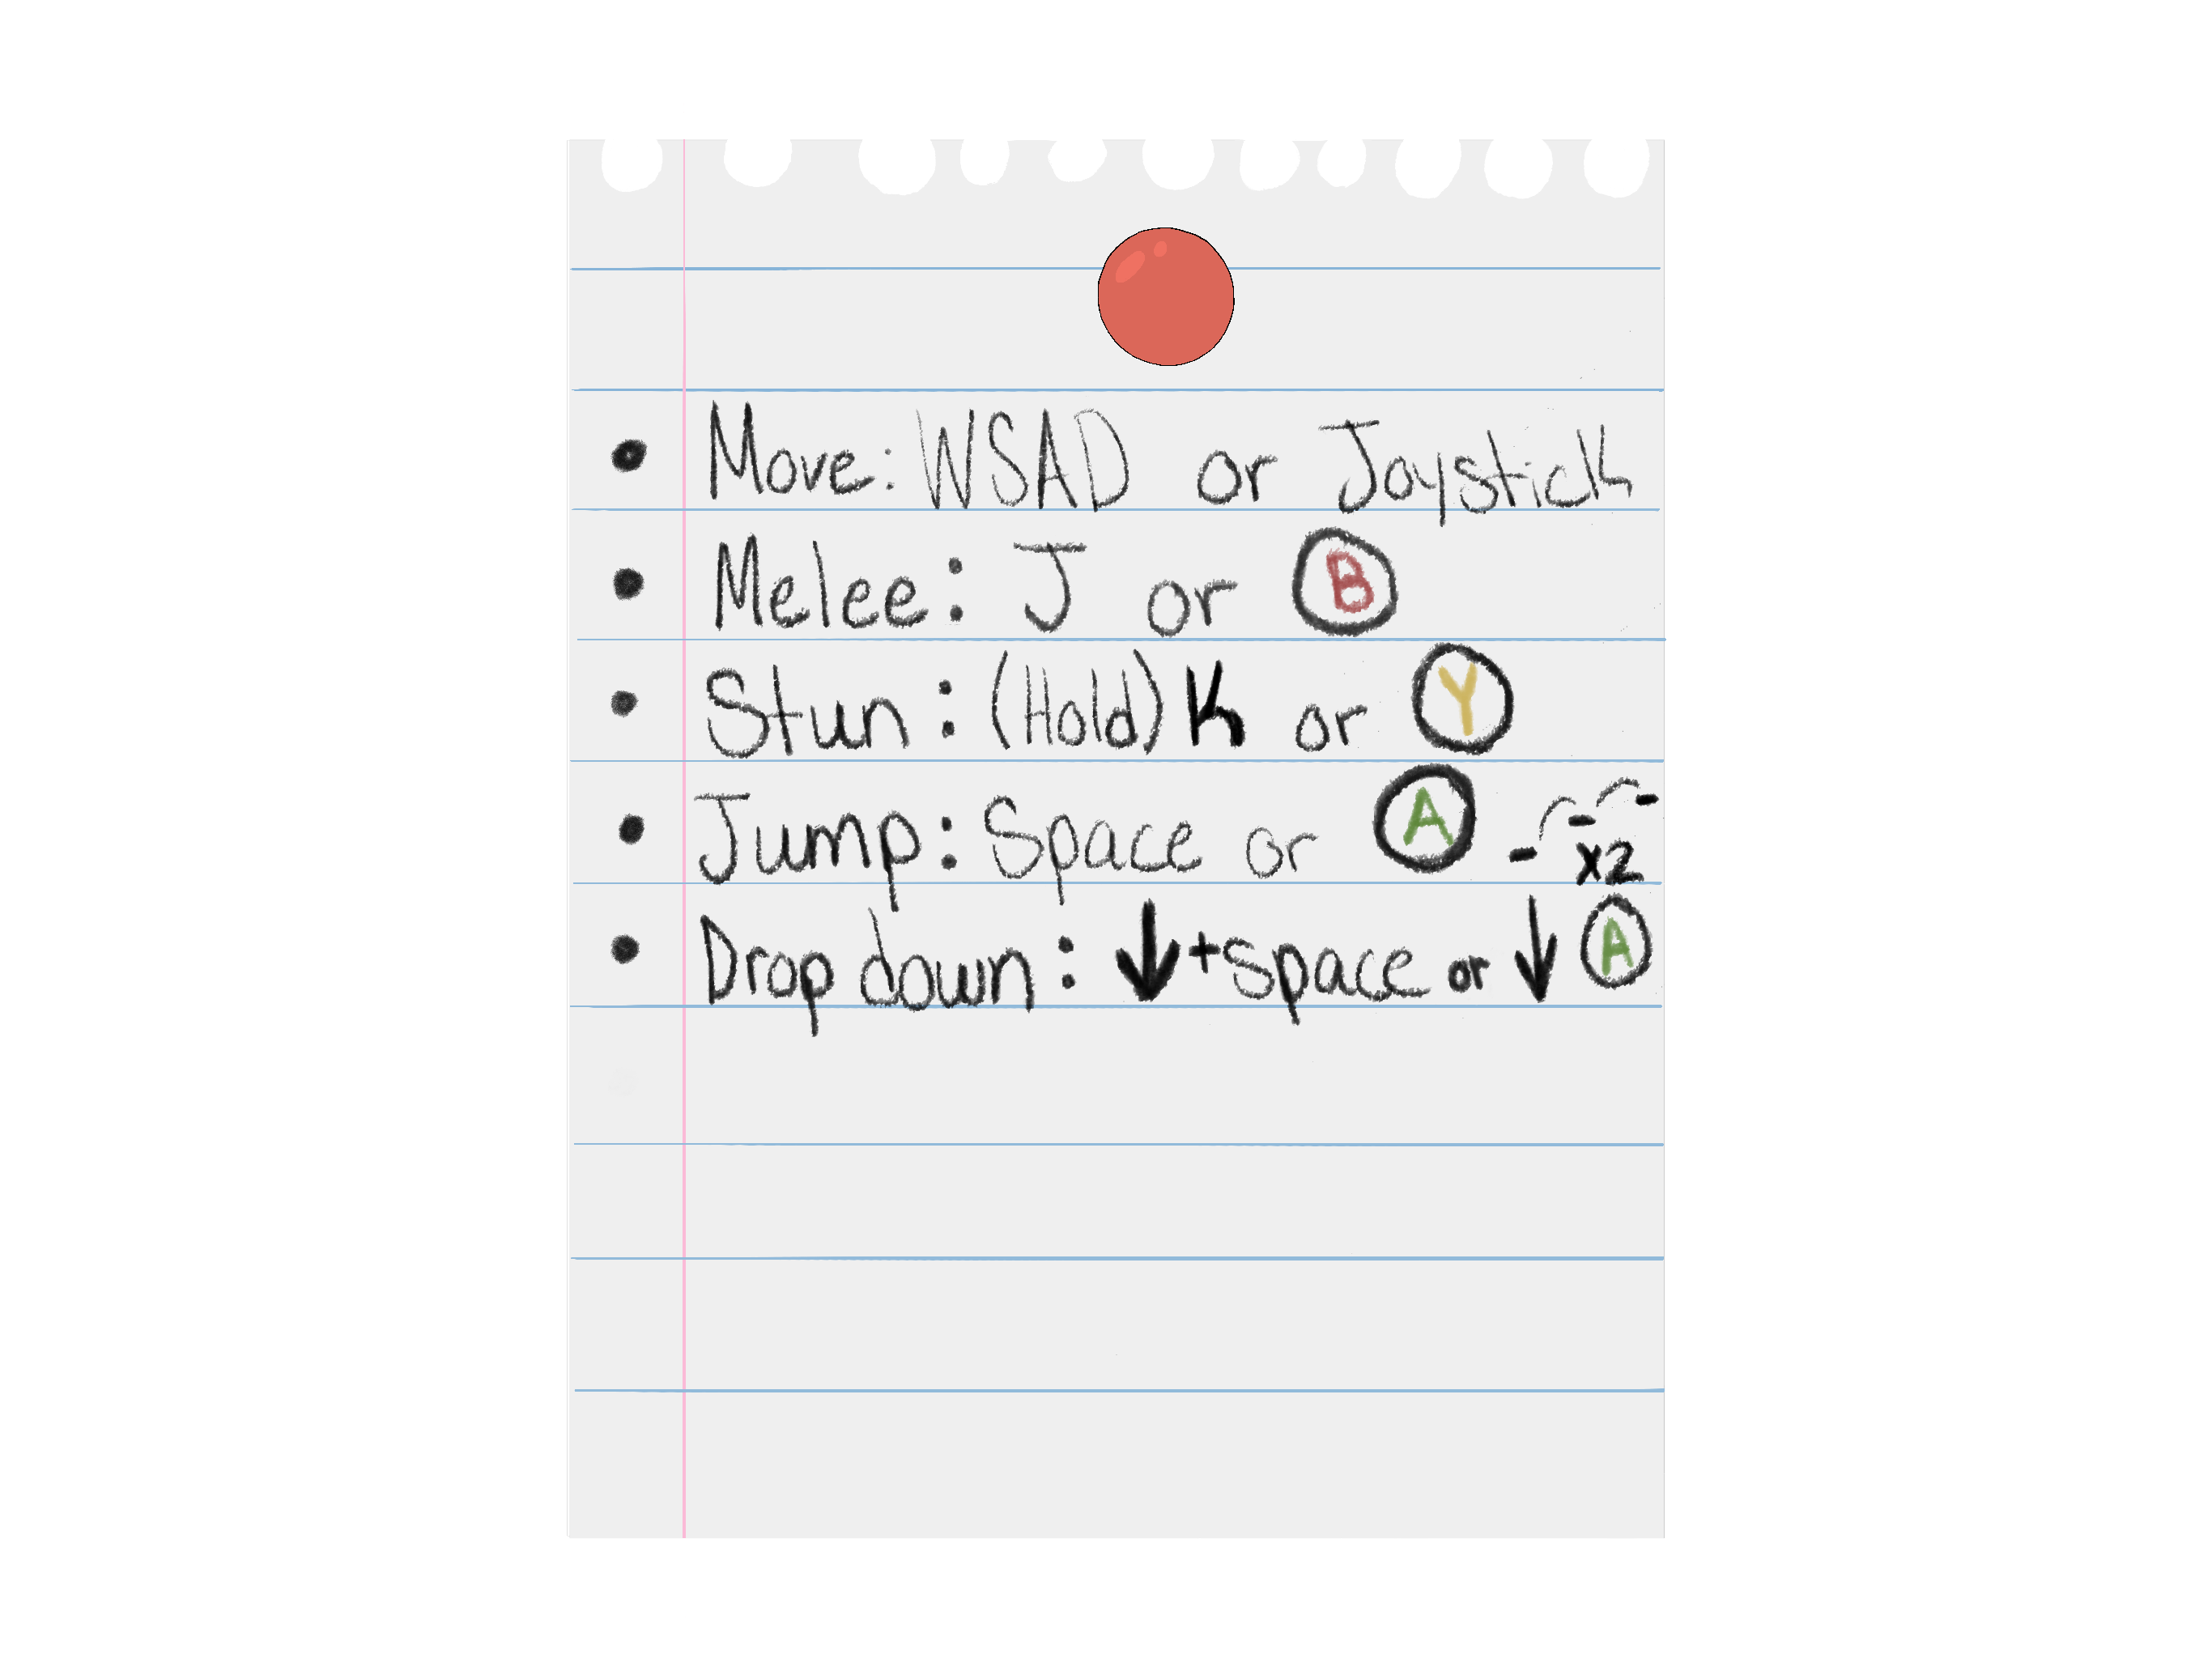 • Move: WSAD or Joystick
• Melee: J or B
• Stun: (Hold) K or Y
• Jump: Space or A x2
• Drop down: ↓+space or ↓ A